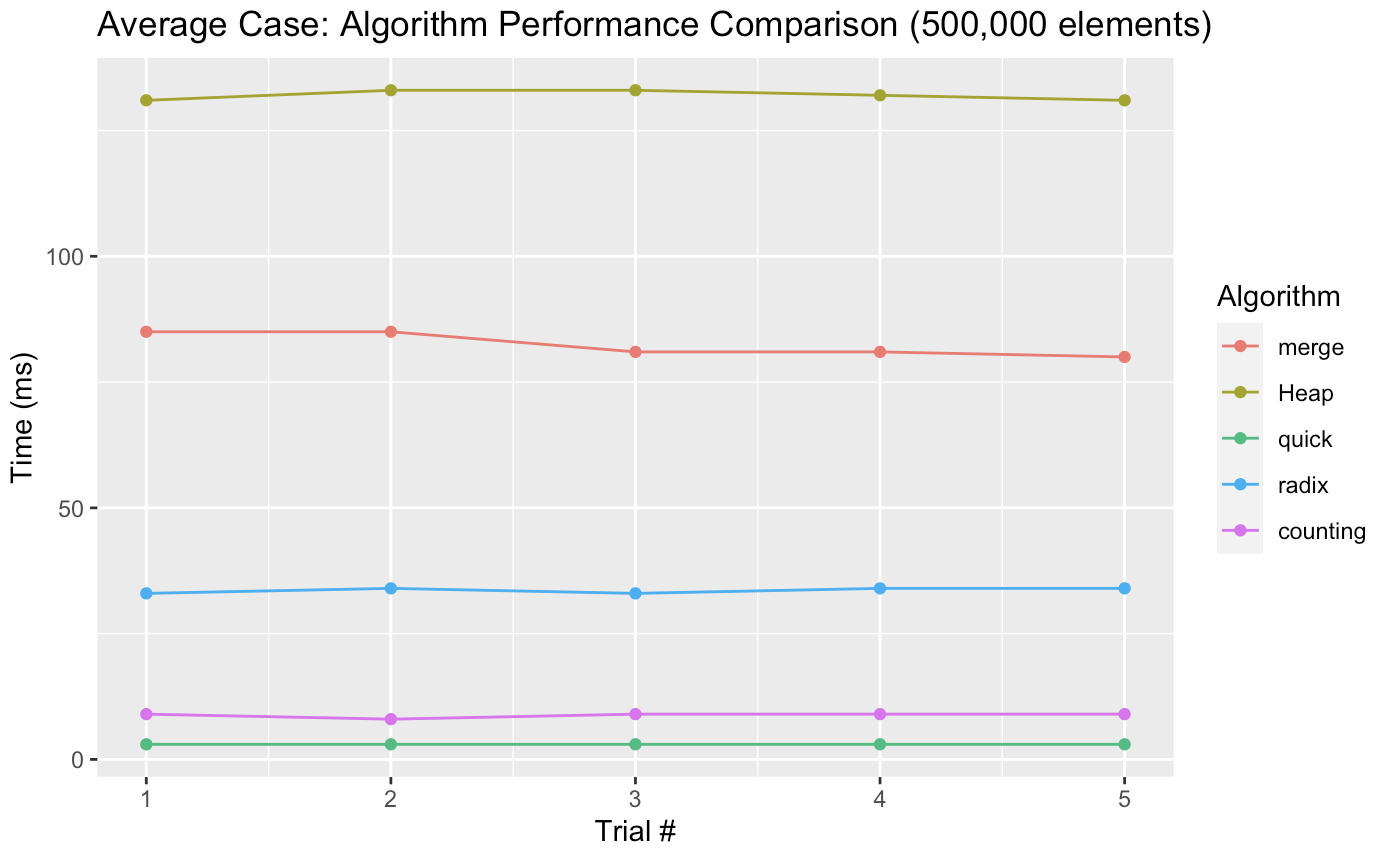 Average Case: Algorithm Performance Comparison (500,000 elements)
100
50
0
Time (ms)
1 2 3 4 5
Trial #
Algorithm
merge
Heap
quick
radix
counting